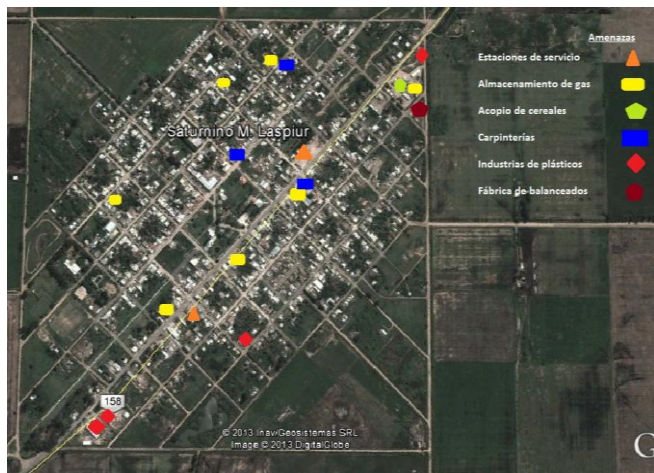 Amenazas
Estaciones de servicio
Almacenamiento de gas
Acopio de cereales
Carpinterías
Industrias de plásticos
Fábrica de balanceados
Saturnino M. Laspiur
158
© 2013 Inav/Geosistemas SRL
Image © 2013 DigitalGlobe
G